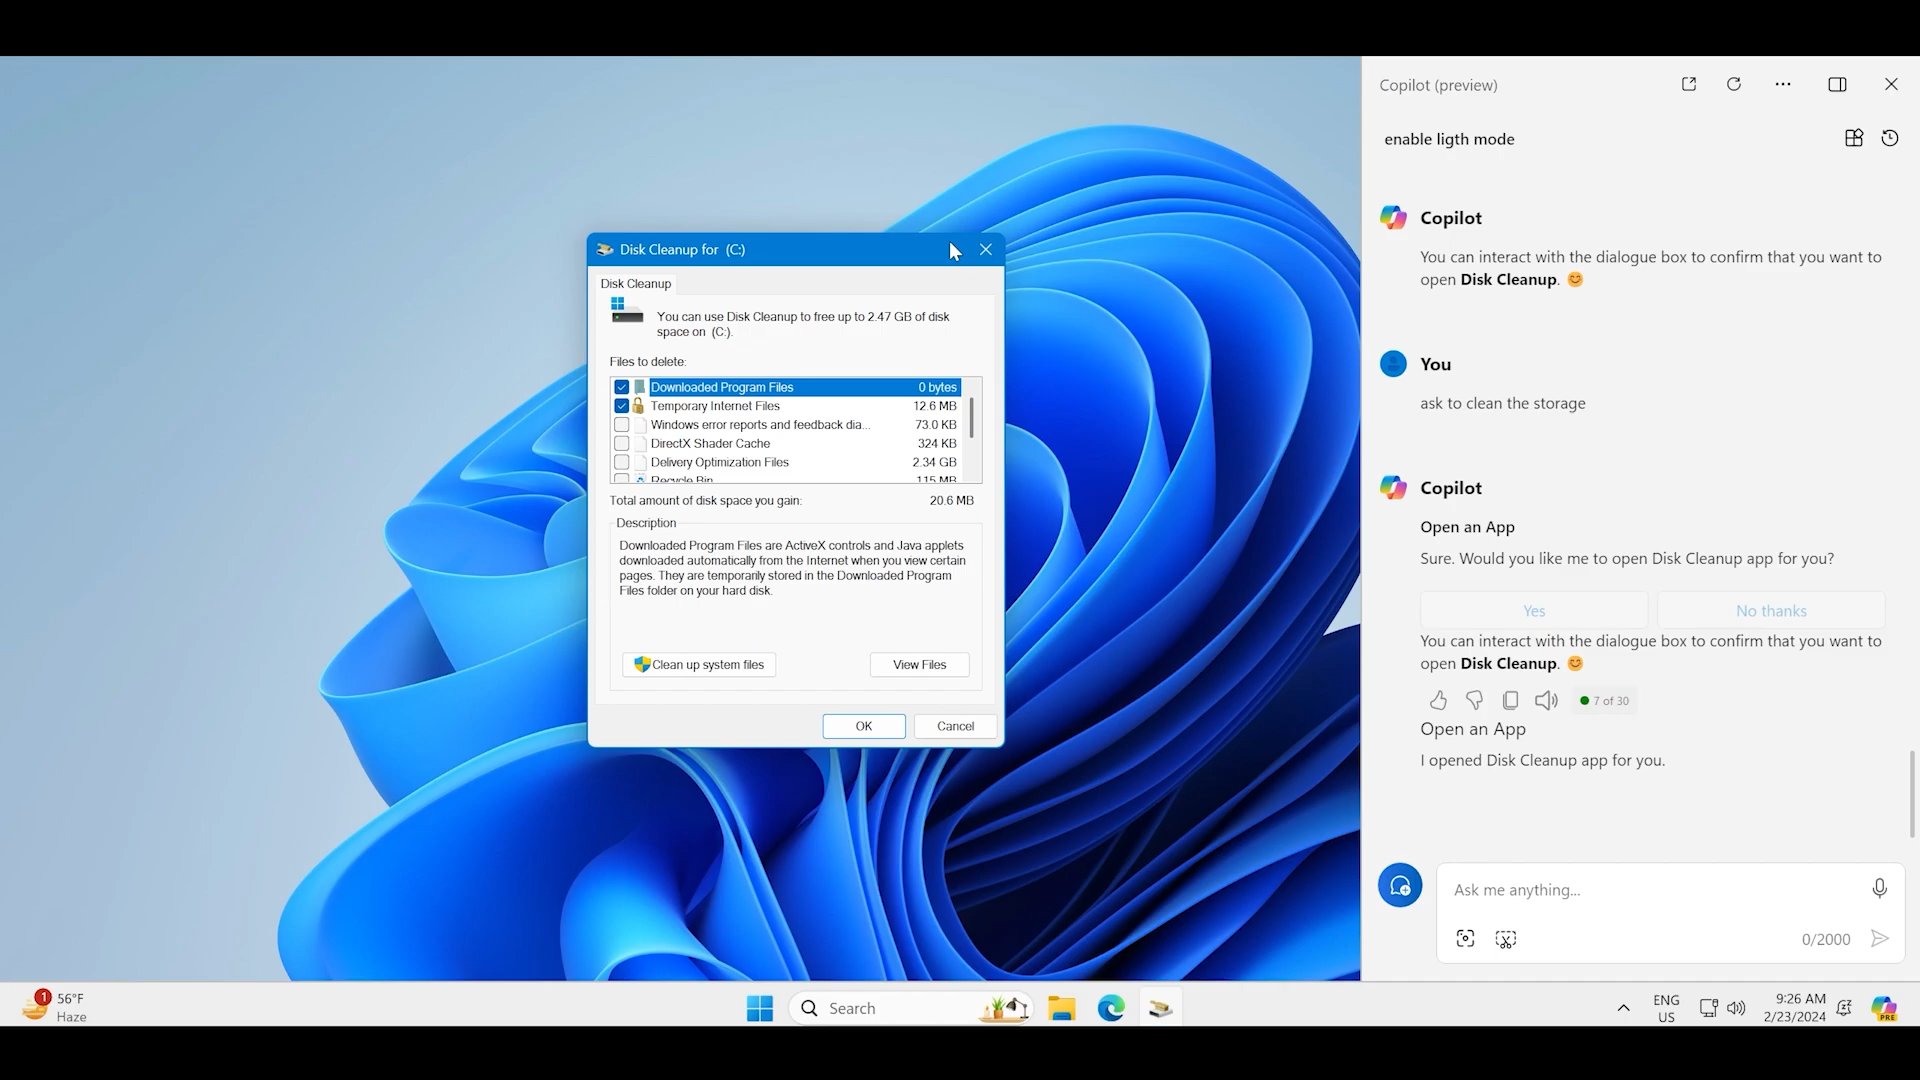 Disk Cleanup for (C:)
Disk Cleanup
You can use Disk Cleanup to free up to 2.47 GB of disk
space on (C:).
Files to delete:
Downloaded Program Files 0 bytes
Temporary Internet Files 12.6 MB
Windows error reports and feedback dia... 73.0 KB
DirectX Shader Cache 324 KB
Delivery Optimization Files 2.34 GB
Recycle Bin 115 MB
Total amount of disk space you gain: 20.6 MB
Description
Downloaded Program Files are ActiveX controls and Java applets
downloaded automatically from the Internet when you view certain
pages. They are temporarily stored in the Downloaded Program
Files folder on your hard disk.
Clean up system files View Files
OK Cancel
Copilot (preview)
enable ligth mode
Copilot
You can interact with the dialogue box to confirm that you want to
open Disk Cleanup. 😊
You
ask to clean the storage
Copilot
Open an App
Sure. Would you like me to open Disk Cleanup app for you?
Yes No thanks
You can interact with the dialogue box to confirm that you want to
open Disk Cleanup. 😊
7 of 30
Open an App
I opened Disk Cleanup app for you.
Ask me anything...
0/2000
1 56°F
Haze
Search
ENG
US
9:26 AM
2/23/2024
PRE